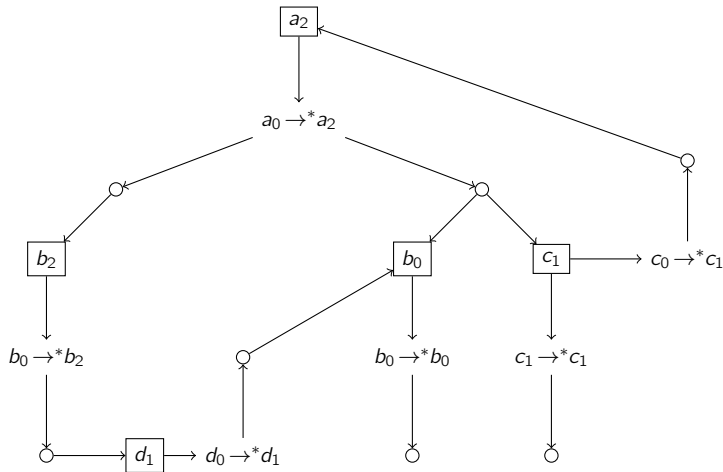 a₂
a₀ →* a₂
b₂
b₀
c₁
c₀ →* c₁
b₀ →* b₂
b₀ →* b₀
c₁ →* c₁
d₁
d₀ →* d₁